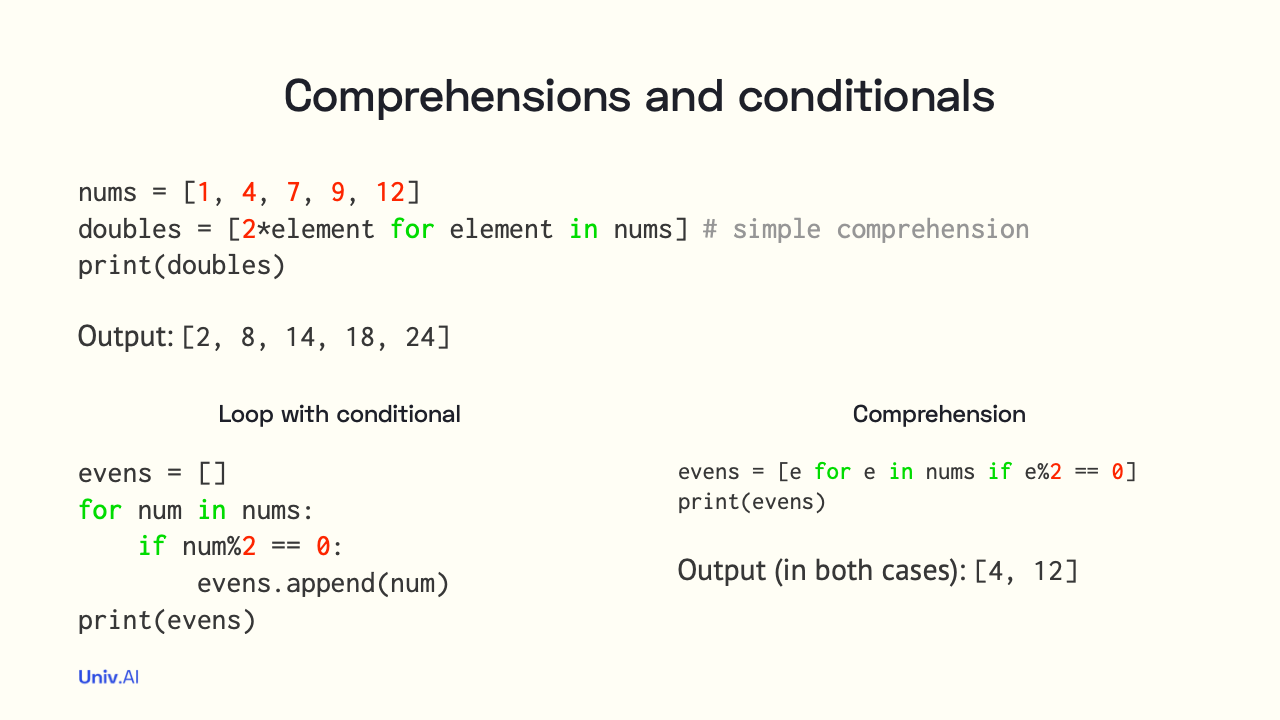 Comprehensions and conditionals
nums = [1, 4, 7, 9, 12]
doubles = [2*element for element in nums] # simple comprehension
print(doubles)
Output: [2, 8, 14, 18, 24]
Loop with conditional
evens = []
for num in nums:
    if num%2 == 0:
        evens.append(num)
print(evens)
Comprehension
evens = [e for e in nums if e%2 == 0]
print(evens)
Output (in both cases): [4, 12]
Univ.AI